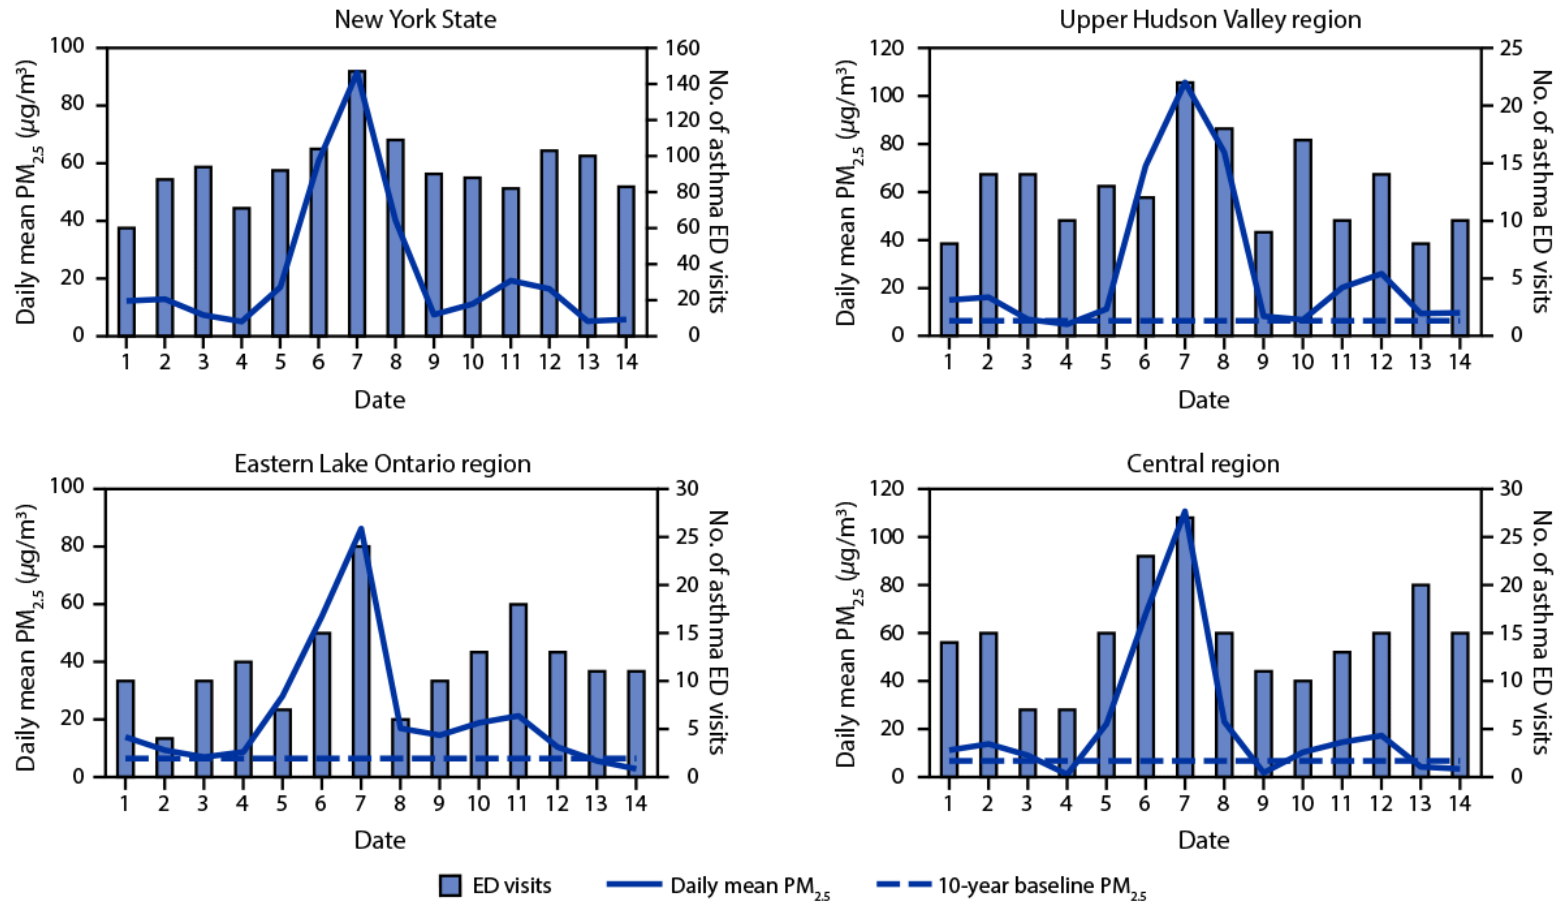 New York State
Daily mean PM2.5 (µg/m³)
100
80
60
40
20
0
160
140
120
100
80
60
40
20
0
No. of asthma ED visits
1 2 3 4 5 6 7 8 9 10 11 12 13 14
Date
Upper Hudson Valley region
Daily mean PM2.5 (µg/m³)
120
100
80
60
40
20
0
25
20
15
10
5
0
No. of asthma ED visits
1 2 3 4 5 6 7 8 9 10 11 12 13 14
Date
Eastern Lake Ontario region
Daily mean PM2.5 (µg/m³)
100
80
60
40
20
0
30
25
20
15
10
5
0
No. of asthma ED visits
1 2 3 4 5 6 7 8 9 10 11 12 13 14
Date
Central region
Daily mean PM2.5 (µg/m³)
120
100
80
60
40
20
0
30
25
20
15
10
5
0
No. of asthma ED visits
1 2 3 4 5 6 7 8 9 10 11 12 13 14
Date
ED visits Daily mean PM2.5 10-year baseline PM2.5